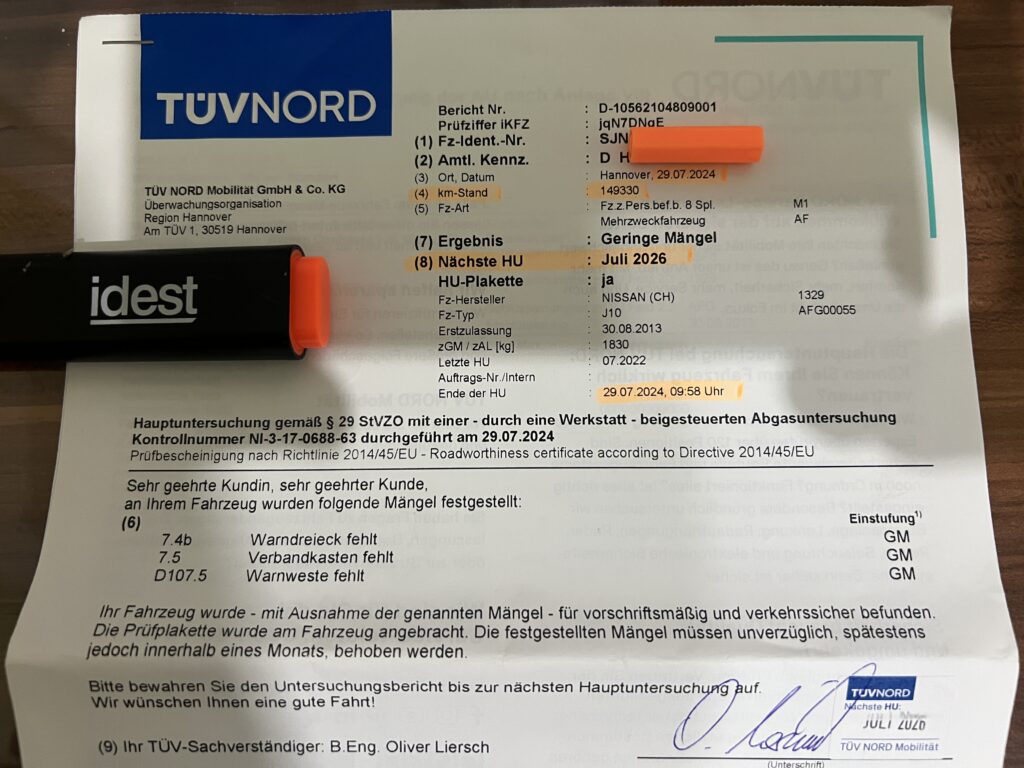 TÜVNORD
TÜV NORD Mobilität GmbH & Co. KG
Überwachungsorganisation
Region Hannover
Am TÜV 1, 30519 Hannover
idest
Bericht Nr. : D-10562104809001
Prüfziffer iKFZ : jqN7DNqE
(1) Fz-Ident.-Nr. : SJN
(2) Amtl. Kennz. : D H
(3) Ort, Datum : Hannover, 29.07.2024
(4) km-Stand : 149330
(5) Fz-Art : Fz.z.Pers.bef.b. 8 Spl. M1
Mehrzweckfahrzeug AF
(7) Ergebnis : Geringe Mängel
(8) Nächste HU : Juli 2026
HU-Plakette : ja
Fz-Hersteller : NISSAN (CH) 1329
Fz-Typ : J10 AFG00055
Erstzulassung : 30.08.2013
zGM / zAL [kg] : 1830
Letzte HU : 07.2022
Auftrags-Nr./Intern :
Ende der HU : 29.07.2024, 09:58 Uhr
Hauptuntersuchung gemäß § 29 StVZO mit einer - durch eine Werkstatt - beigesteuerten Abgasuntersuchung
Kontrollnummer NI-3-17-0688-63 durchgeführt am 29.07.2024
Prüfbescheinigung nach Richtlinie 2014/45/EU - Roadworthiness certificate according to Directive 2014/45/EU
Sehr geehrte Kundin, sehr geehrter Kunde,
an Ihrem Fahrzeug wurden folgende Mängel festgestellt:
(6) Einstufung1)
7.4b Warndreieck fehlt GM
7.5 Verbandkasten fehlt GM
D107.5 Warnweste fehlt GM
Ihr Fahrzeug wurde - mit Ausnahme der genannten Mängel - für vorschriftsmäßig und verkehrssicher befunden.
Die Prüfplakette wurde am Fahrzeug angebracht. Die festgestellten Mängel müssen unverzüglich, spätestens
jedoch innerhalb eines Monats, behoben werden.
Bitte bewahren Sie den Untersuchungsbericht bis zur nächsten Hauptuntersuchung auf.
Wir wünschen Ihnen eine gute Fahrt!
(9) Ihr TÜV-Sachverständiger: B.Eng. Oliver Liersch
(Unterschrift)
TÜVNORD
Nächste HU:
JULI 2026
TÜV NORD Mobilität